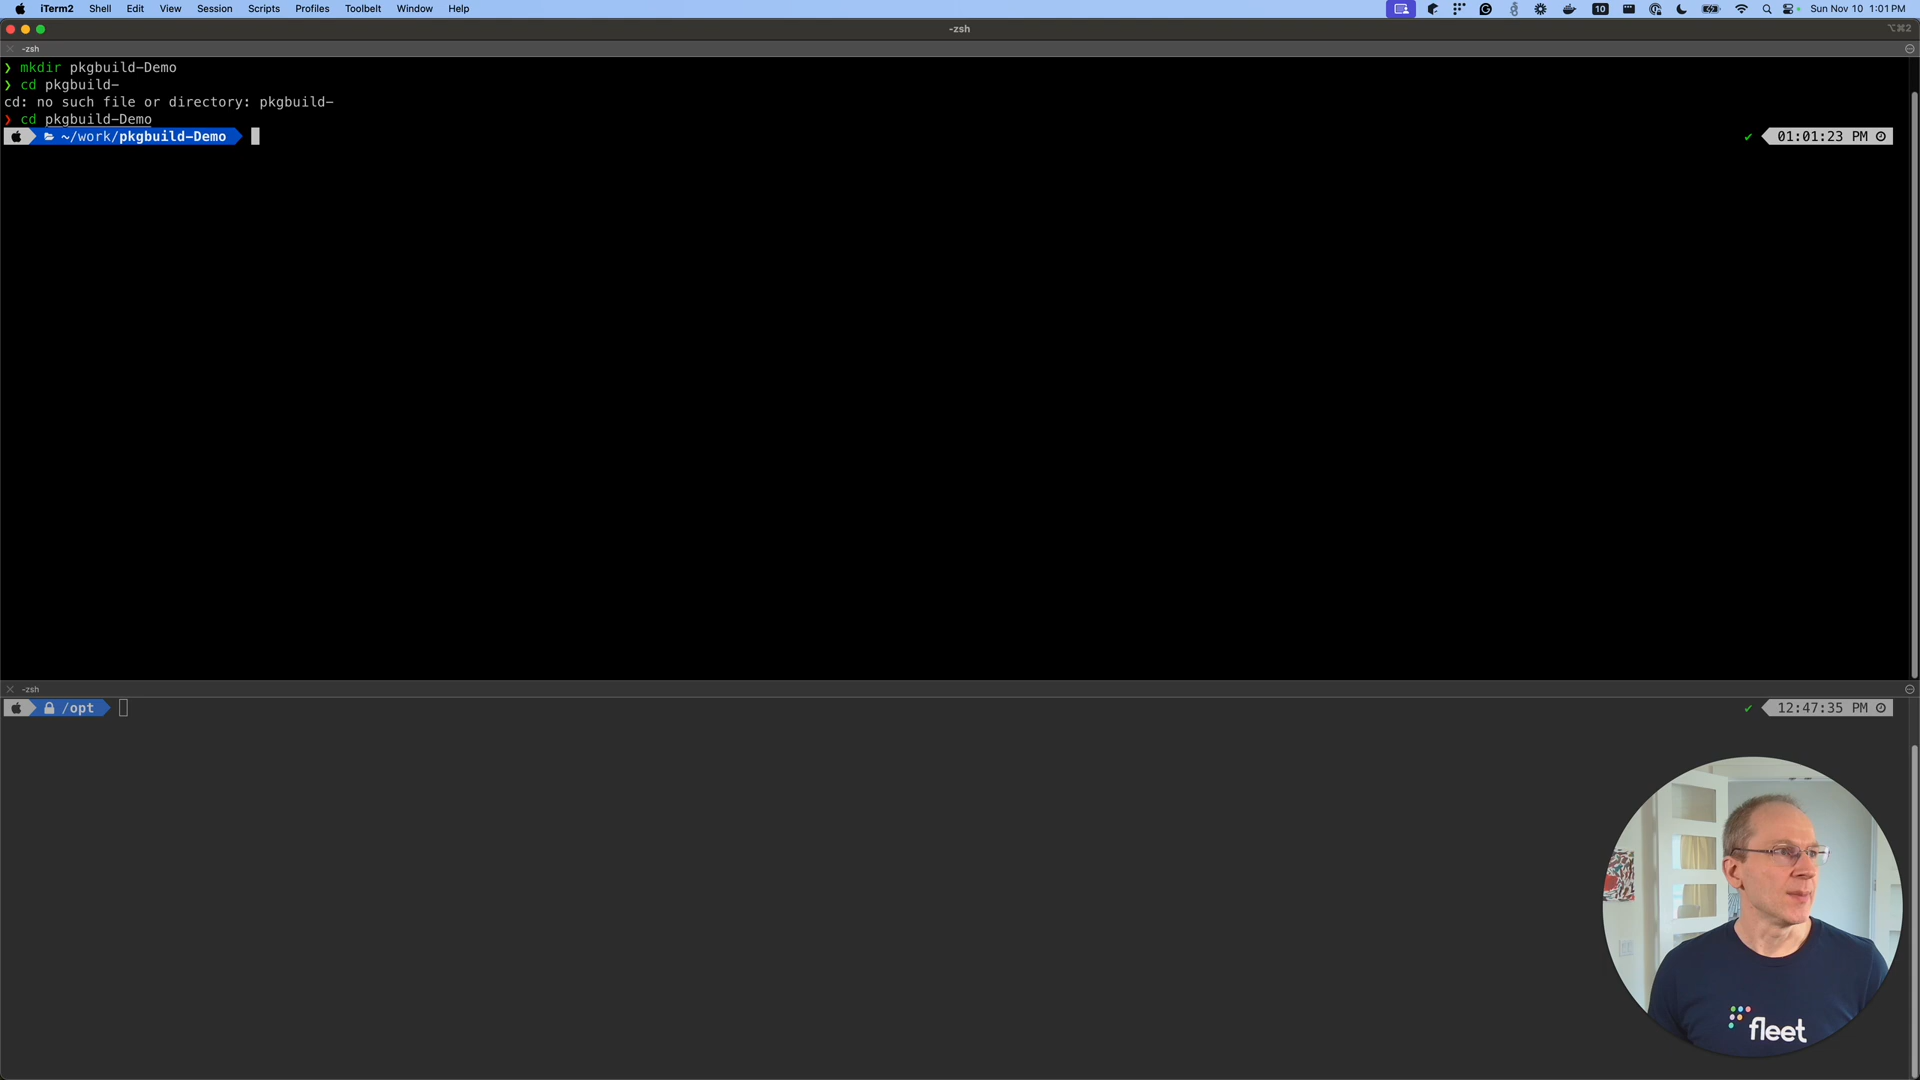 iTerm2 Shell Edit View Session Scripts Profiles Toolbelt Window Help 10 Sun Nov 10 1:01 PM
-zsh ⌥⌘2
-zsh
❯ mkdir pkgbuild-Demo
❯ cd pkgbuild-
cd: no such file or directory: pkgbuild-
❯ cd pkgbuild-Demo
~/work/pkgbuild-Demo ✔ 01:01:23 PM
-zsh
/opt ✔ 12:47:35 PM
fleet